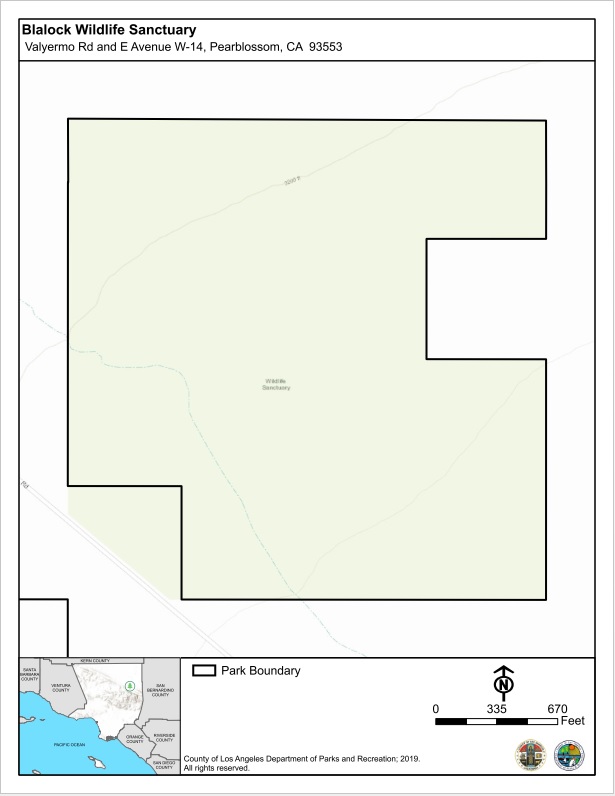 Blalock Wildlife Sanctuary
Valyermo Rd and E Avenue W-14, Pearblossom, CA 93553
Wildlife
Sanctuary
Rd
Park Boundary
N
0 335 670
Feet
KERN COUNTY
SANTA
BARBARA
COUNTY
VENTURA
COUNTY
SAN
BERNARDINO
COUNTY
ORANGE
COUNTY
RIVERSIDE
COUNTY
SAN DIEGO
COUNTY
PACIFIC OCEAN
County of Los Angeles Department of Parks and Recreation; 2019.
All rights reserved.